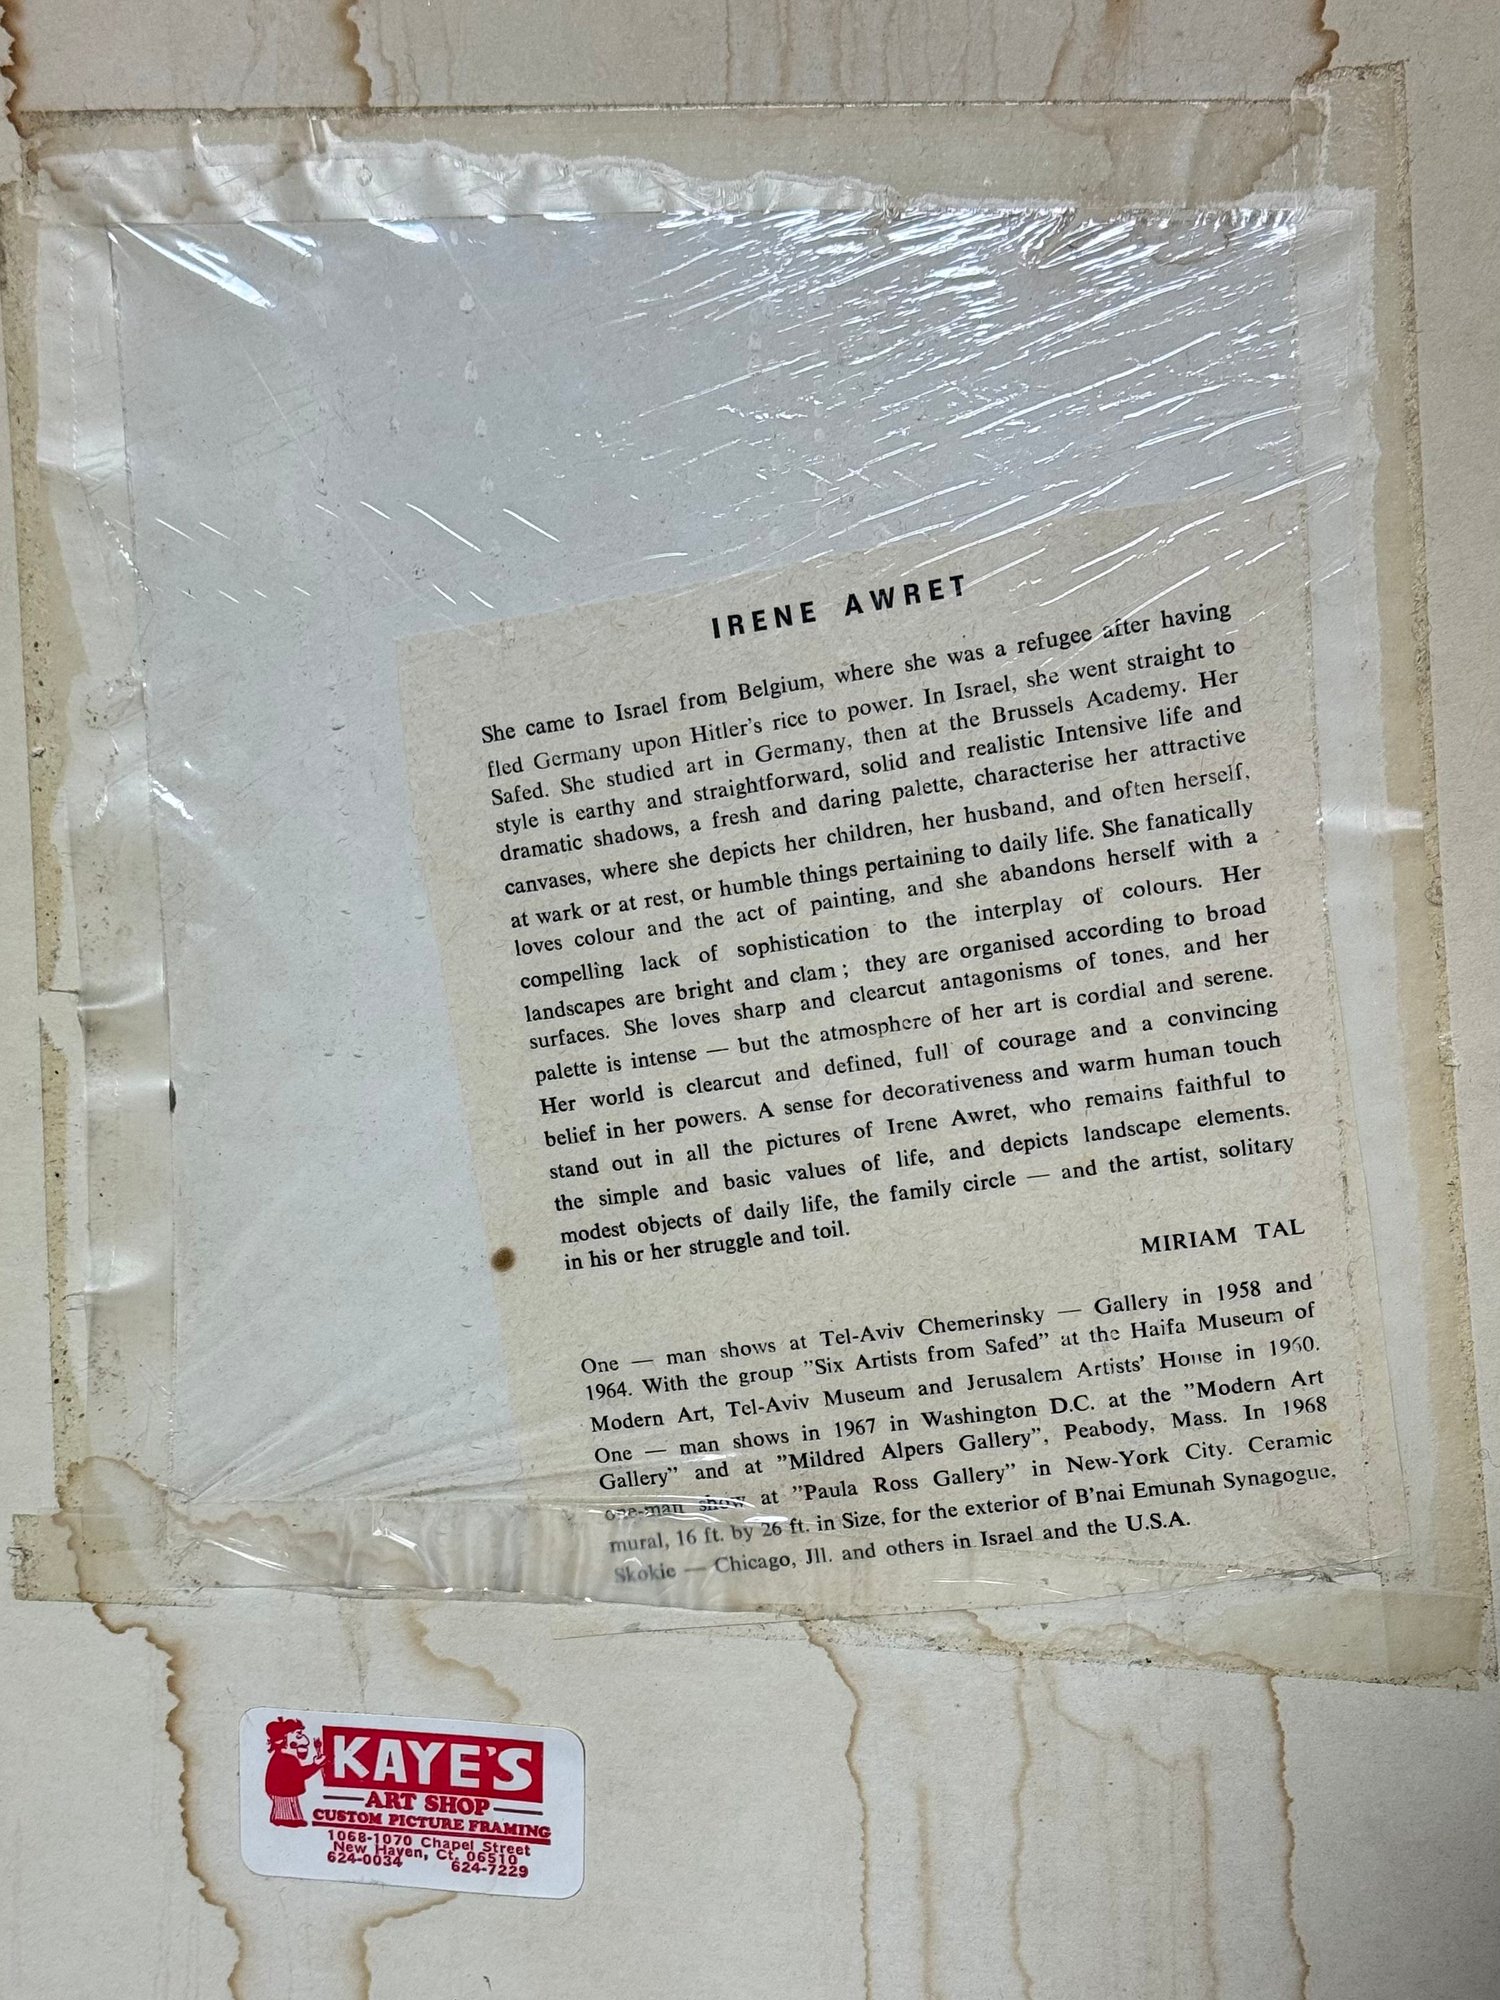 IRENE AWRET
She came to Israel from Belgium, where she was a refugee after having
fled Germany upon Hitler's rice to power. In Israel, she went straight to
Safed. She studied art in Germany, then at the Brussels Academy. Her
style is earthy and straightforward, solid and realistic Intensive life and
dramatic shadows, a fresh and daring palette, characterise her attractive
canvases, where she depicts her children, her husband, and often herself,
at wark or at rest, or humble things pertaining to daily life. She fanatically
loves colour and the act of painting, and she abandons herself with a
compelling lack of sophistication to the interplay of colours. Her
landscapes are bright and clam ; they are organised according to broad
surfaces. She loves sharp and clearcut antagonisms of tones, and her
palette is intense — but the atmosphere of her art is cordial and serene.
Her world is clearcut and defined, full of courage and a convincing
belief in her powers. A sense for decorativeness and warm human touch
stand out in all the pictures of Irene Awret, who remains faithful to
the simple and basic values of life, and depicts landscape elements,
modest objects of daily life, the family circle — and the artist, solitary
in his or her struggle and toil.
MIRIAM TAL
One — man shows at Tel-Aviv Chemerinsky — Gallery in 1958 and
1964. With the group "Six Artists from Safed" at the Haifa Museum of
Modern Art, Tel-Aviv Museum and Jerusalem Artists' House in 1960.
One — man shows in 1967 in Washington D.C. at the "Modern Art
Gallery" and at "Mildred Alpers Gallery", Peabody, Mass. In 1968
one-man show at "Paula Ross Gallery" in New-York City. Ceramic
mural, 16 ft. by 26 ft. in Size, for the exterior of B'nai Emunah Synagogue,
Skokie — Chicago, Jll. and others in Israel and the U.S.A.
KAYE'S
ART SHOP
CUSTOM PICTURE FRAMING
1068-1070 Chapel Street
New Haven, Ct. 06510
624-0034 624-7229